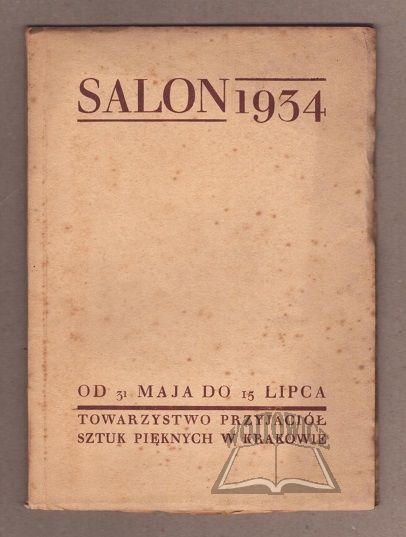 SALON 1934
OD 31 MAJA DO 15 LIPCA
TOWARZYSTWO PRZYJACIÓŁ
SZTUK PIĘKNYCH W KRAKOWIE